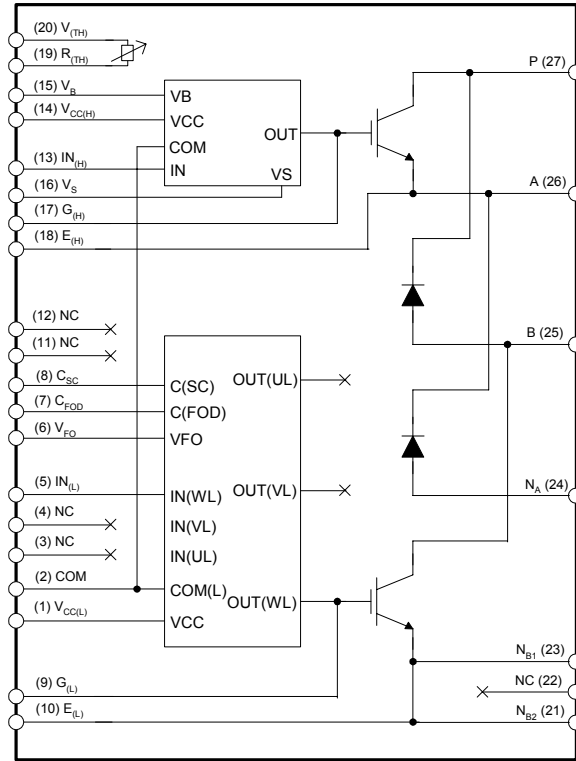 (20) V(TH)
(19) R(TH)
(15) VB
(14) VCC(H)
(13) IN(H)
(16) VS
(17) G(H)
(18) E(H)
VB
VCC
COM
IN
OUT
VS
P (27)
A (26)
B (25)
NA (24)
(12) NC
(11) NC
(8) CSC
(7) CFOD
(6) VFO
(5) IN(L)
(4) NC
(3) NC
(2) COM
(1) VCC(L)
(9) G(L)
(10) E(L)
C(SC)
C(FOD)
VFO
IN(WL)
IN(VL)
IN(UL)
COM(L)
VCC
OUT(UL)
OUT(VL)
OUT(WL)
NB1 (23)
NC (22)
NB2 (21)